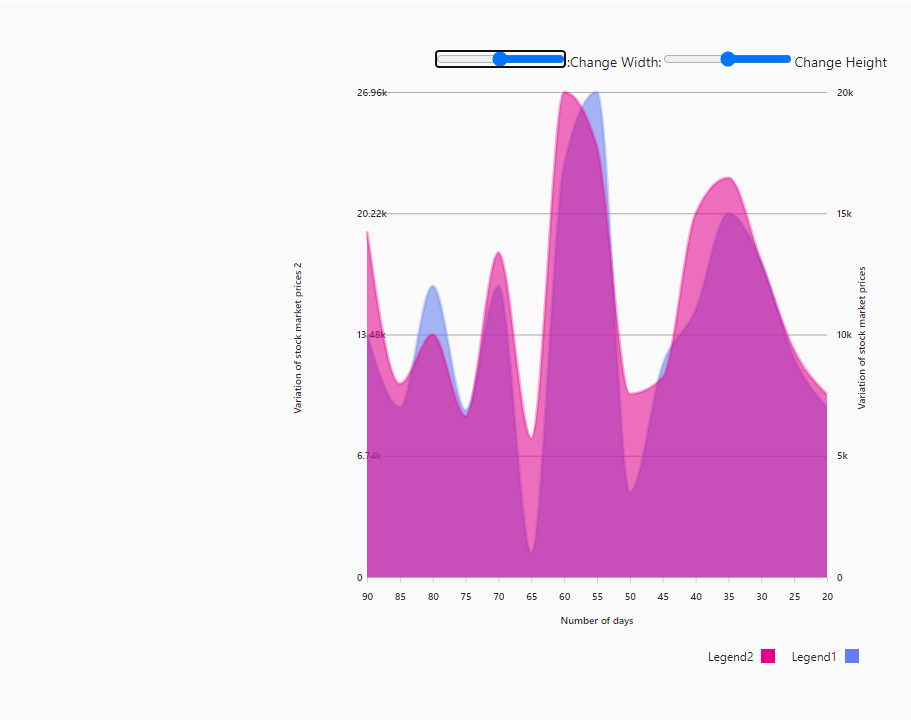 :Change Width: Change Height
26.96k
20.22k
13.48k
6.74k
0
20k
15k
10k
5k
0
Variation of stock market prices 2
Variation of stock market prices
90 85 80 75 70 65 60 55 50 45 40 35 30 25 20
Number of days
Legend2 Legend1